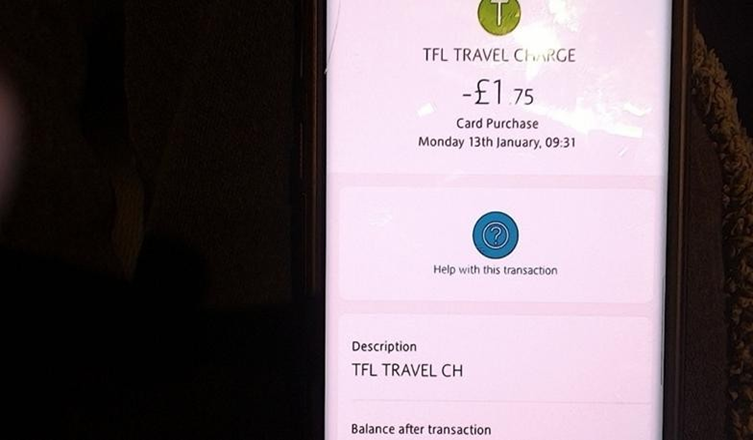 T
TFL TRAVEL CHARGE
-£1.75
Card Purchase
Monday 13th January, 09:31
?
Help with this transaction
Description
TFL TRAVEL CH
Balance after transaction